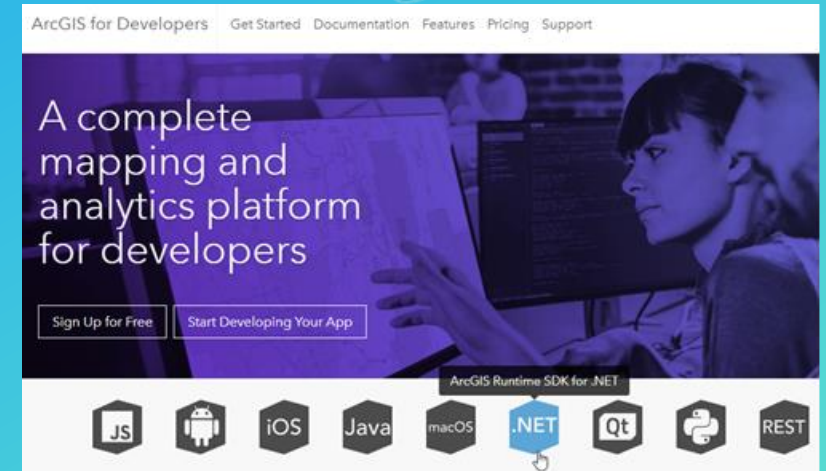 ArcGIS for Developers Get Started Documentation Features Pricing Support
A complete
mapping and
analytics platform
for developers
Sign Up for Free Start Developing Your App
ArcGIS Runtime SDK for .NET
JS iOS Java macOS .NET Qt REST